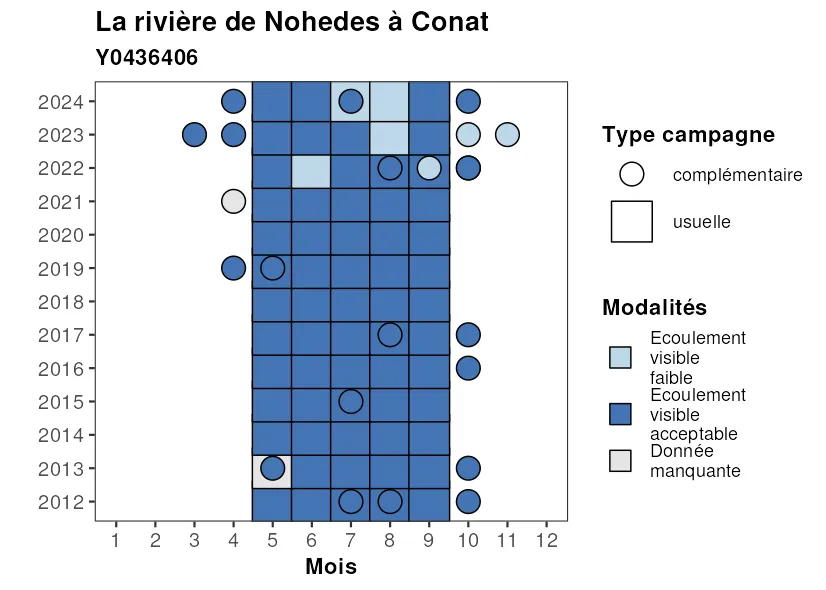 La rivière de Nohedes à Conat
Y0436406
2024
2023
2022
2021
2020
2019
2018
2017
2016
2015
2014
2013
2012
1 2 3 4 5 6 7 8 9 10 11 12
Mois
Type campagne
complémentaire
usuelle
Modalités
Ecoulement
visible
faible
Ecoulement
visible
acceptable
Donnée
manquante